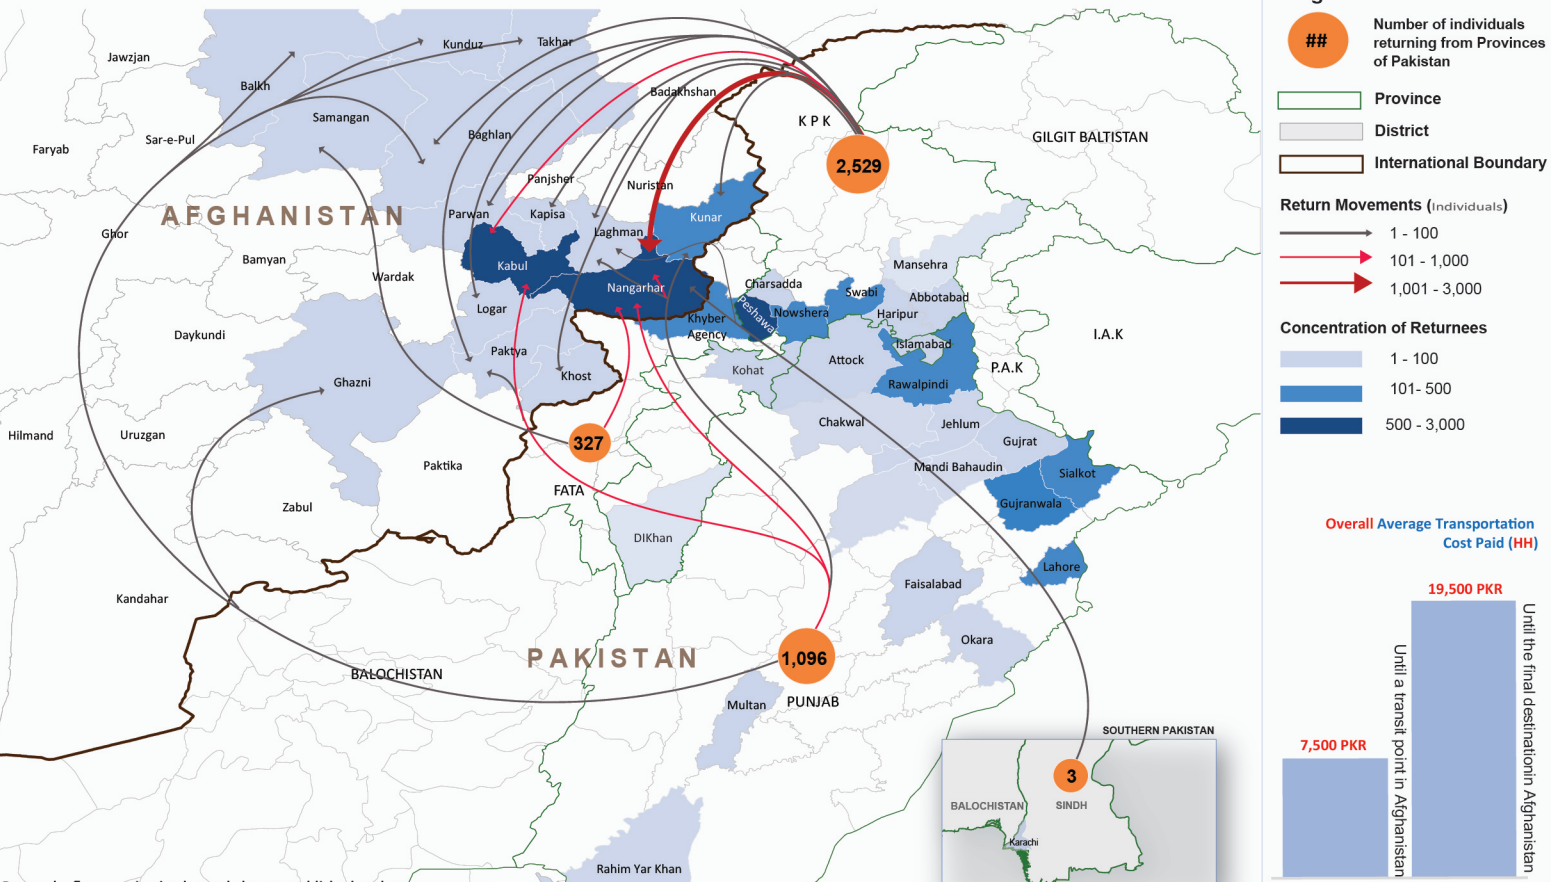 Jawzjan
Kunduz
Takhar
Balkh
Badakhshan
Samangan
Sar-e-Pul
Baghlan
Faryab
Panjsher
Nuristan
AFGHANISTAN
Parwan
Kapisa
Kunar
Laghman
Ghor
Bamyan
Wardak
Kabul
Nangarhar
Logar
Daykundi
Paktya
Khost
Ghazni
Hilmand
Uruzgan
Paktika
Zabul
Kandahar
KPK
2,529
GILGIT BALTISTAN
Mansehra
Charsadda
Swabi
Abbotabad
Peshawa
Nowshera
Haripur
Khyber
Agency
Islamabad
I.A.K
Attock
P.A.K
Kohat
Rawalpindi
Chakwal
Jehlum
Gujrat
327
Mandi Bahaudin
Sialkot
FATA
Gujranwala
DIKhan
Lahore
Faisalabad
Okara
PAKISTAN
1,096
BALOCHISTAN
Multan
PUNJAB
Rahim Yar Khan
SOUTHERN PAKISTAN
3
BALOCHISTAN
SINDH
Karachi
##
Number of individuals
returning from Provinces
of Pakistan
Province
District
International Boundary
Return Movements (Individuals)
1 - 100
101 - 1,000
1,001 - 3,000
Concentration of Returnees
1 - 100
101- 500
500 - 3,000
Overall Average Transportation
Cost Paid (HH)
19,500 PKR
7,500 PKR
Until a transit point in Afghanistan
Until the final destinationin Afghanistan